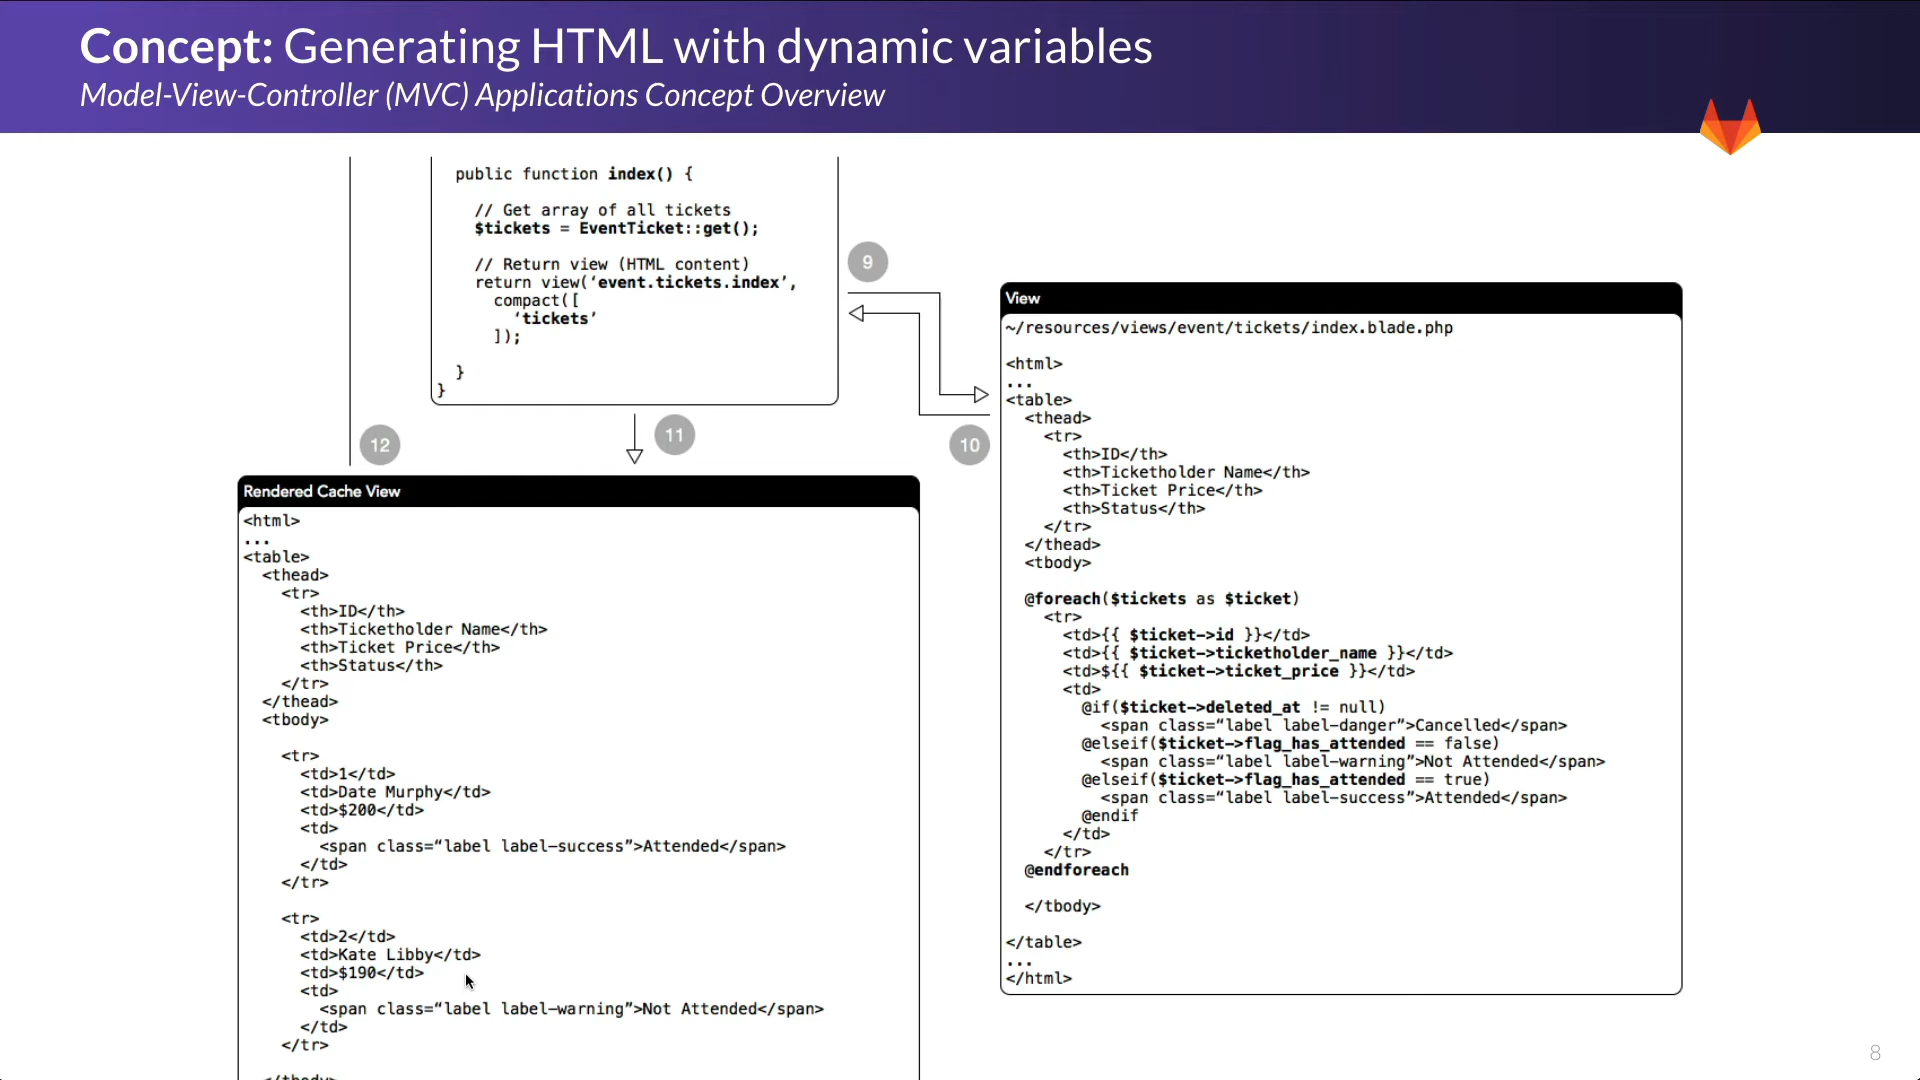 Concept: Generating HTML with dynamic variables
Model-View-Controller (MVC) Applications Concept Overview
public function index() {
// Get array of all tickets
$tickets = EventTicket::get();
// Return view (HTML content)
return view(‘event.tickets.index’,
compact([
‘tickets’
]);
}
}
9
10
11
12
View
~/resources/views/event/tickets/index.blade.php
<html>
...
<table>
<thead>
<tr>
<th>ID</th>
<th>Ticketholder Name</th>
<th>Ticket Price</th>
<th>Status</th>
</tr>
</thead>
<tbody>
@foreach($tickets as $ticket)
<tr>
<td>{{ $ticket->id }}</td>
<td>{{ $ticket->ticketholder_name }}</td>
<td>${{ $ticket->ticket_price }}</td>
<td>
@if($ticket->deleted_at != null)
<span class=“label label-danger”>Cancelled</span>
@elseif($ticket->flag_has_attended == false)
<span class=“label label-warning”>Not Attended</span>
@elseif($ticket->flag_has_attended == true)
<span class=“label label-success”>Attended</span>
@endif
</td>
</tr>
@endforeach
</tbody>
</table>
...
</html>
Rendered Cache View
<html>
...
<table>
<thead>
<tr>
<th>ID</th>
<th>Ticketholder Name</th>
<th>Ticket Price</th>
<th>Status</th>
</tr>
</thead>
<tbody>
<tr>
<td>1</td>
<td>Date Murphy</td>
<td>$200</td>
<td>
<span class=“label label-success”>Attended</span>
</td>
</tr>
<tr>
<td>2</td>
<td>Kate Libby</td>
<td>$190</td>
<td>
<span class=“label label-warning”>Not Attended</span>
</td>
</tr>
</tbody>
8